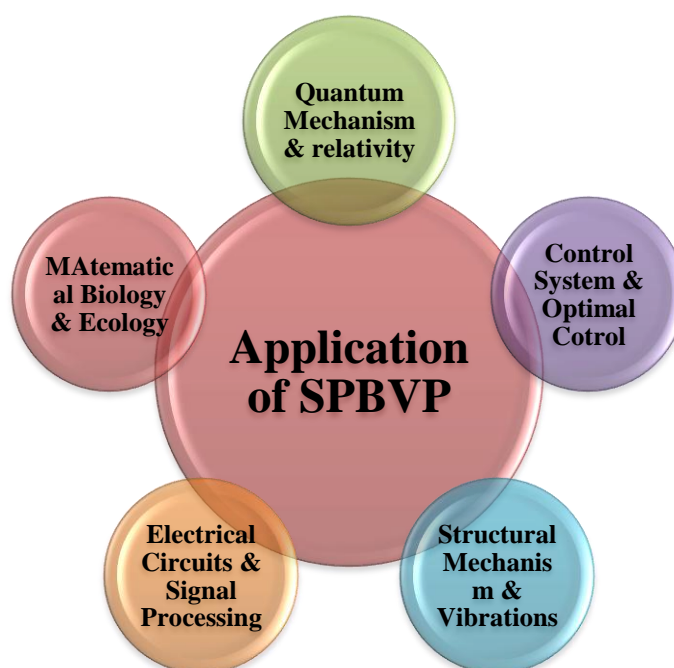 Quantum
Mechanism
& relativity
MAtematic
al Biology
& Ecology
Control
System &
Optimal
Cotrol
Application
of SPBVP
Electrical
Circuits &
Signal
Processing
Structural
Mechanis
m &
Vibrations